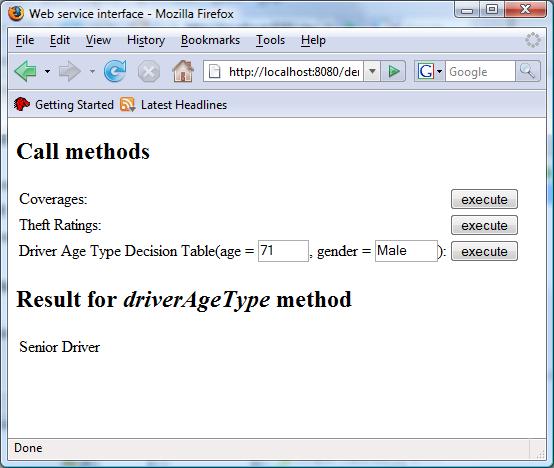 Web service interface - Mozilla Firefox
File Edit View History Bookmarks Tools Help
http://localhost:8080/de Google
Getting Started Latest Headlines
Call methods
Coverages: execute
Theft Ratings: execute
Driver Age Type Decision Table(age = 71, gender = Male): execute
Result for driverAgeType method
Senior Driver
Done